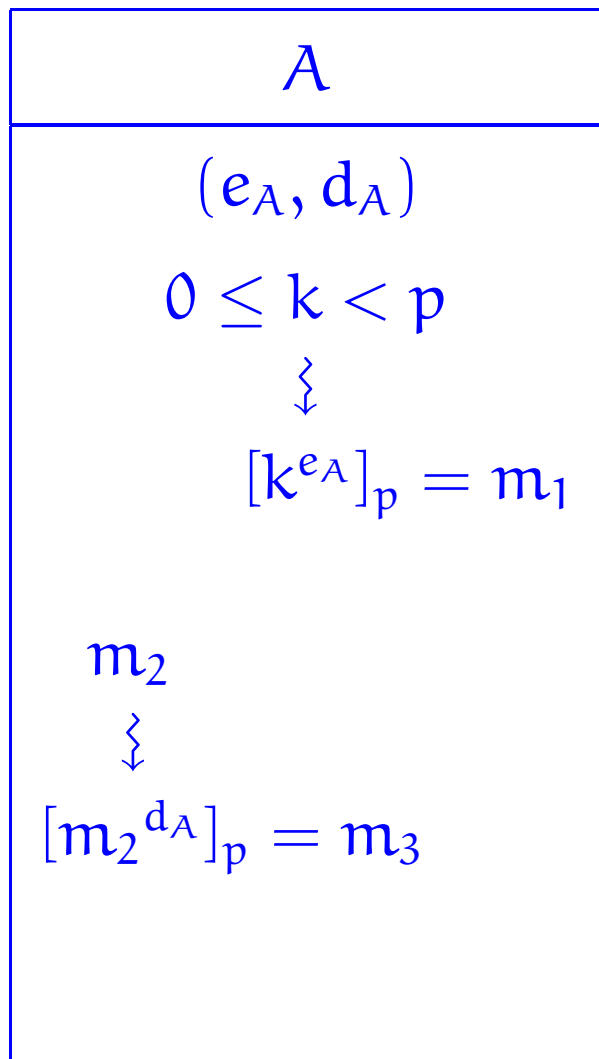 A
(e_A, d_A)
0 ≤ k < p
[k^{e_A}]_p = m_1
m_2
[m_2^{d_A}]_p = m_3